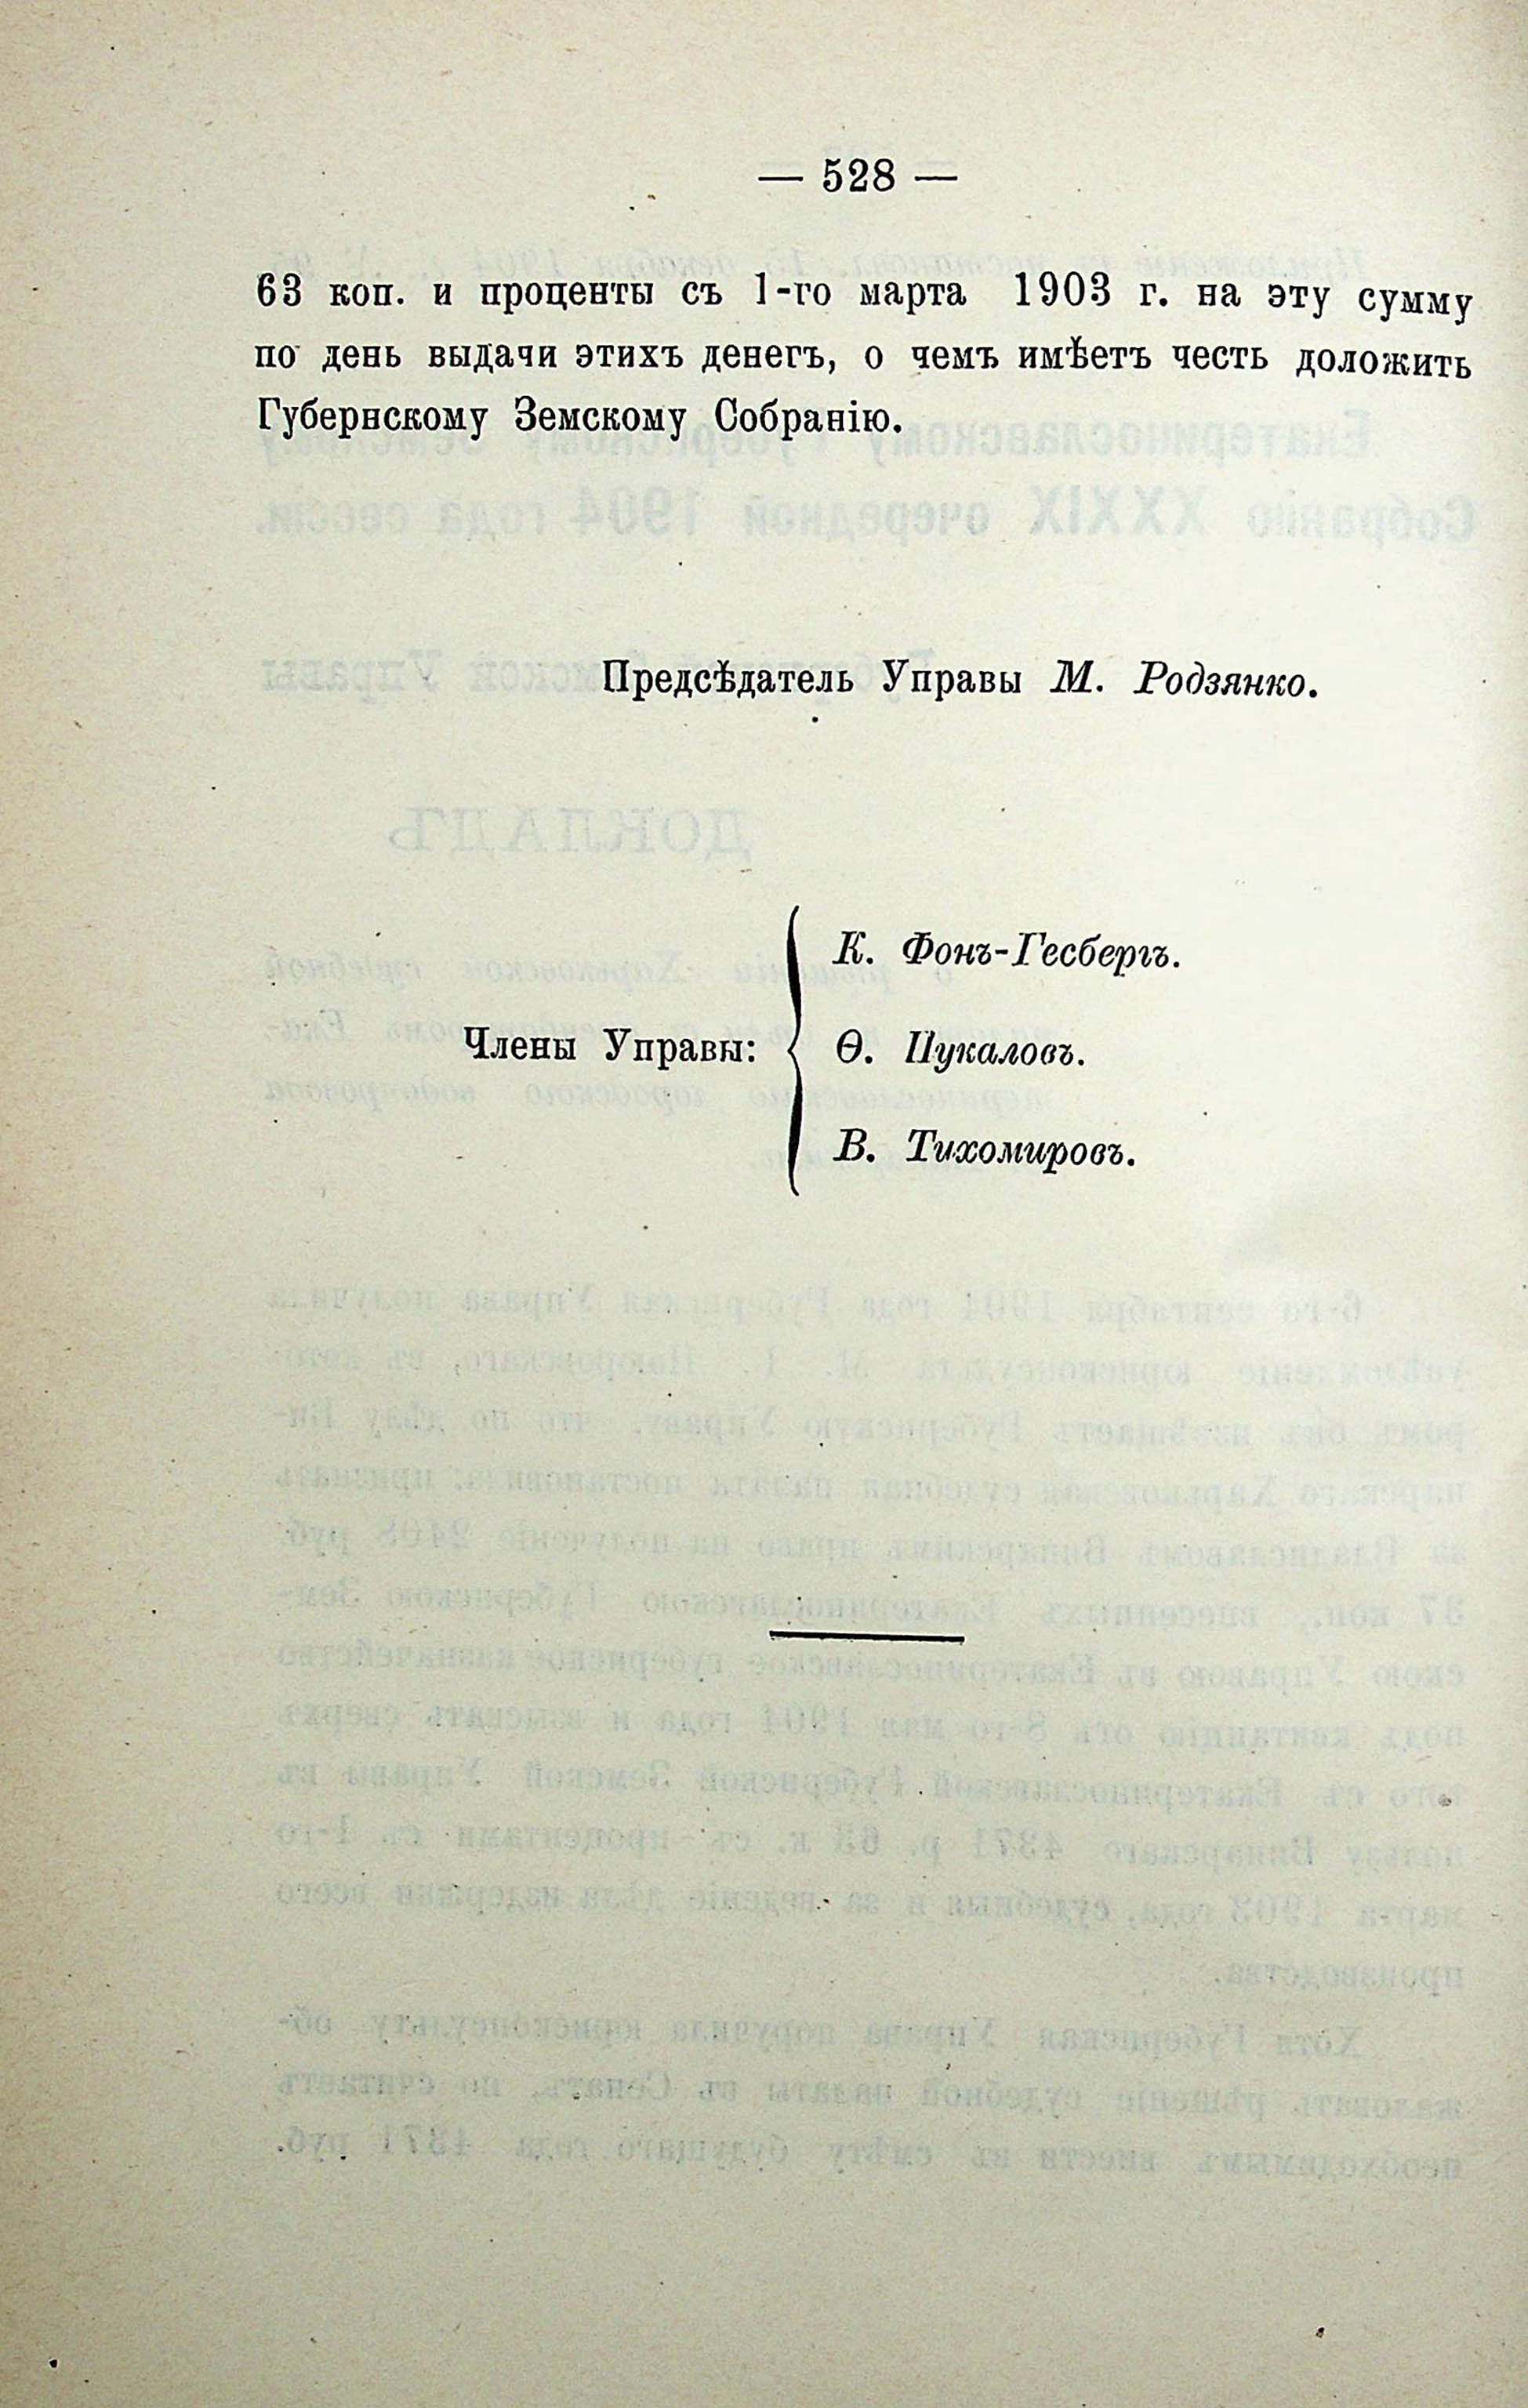 — 528 —
63 коп. и проценты съ 1-го марта 1903 г. на эту сумму
по день выдачи этихъ денегъ, о чемъ имѣетъ честь доложить
Губернскому Земскому Собранію.
Предсѣдатель Управы М. Родзянко.
К. Фонъ-Гесбергъ.
Члены Управы: Ѳ. Пукаловъ.
В. Тихомировъ.